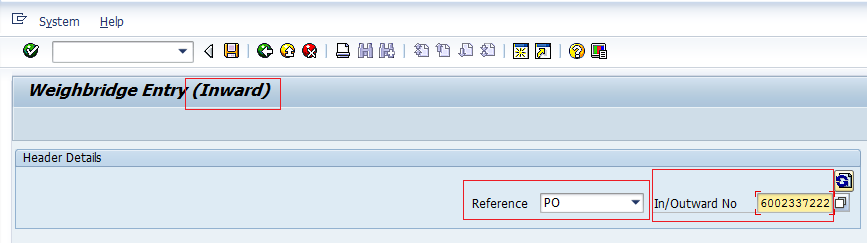 System Help
Weighbridge Entry (Inward)
Header Details
Reference PO In/Outward No 6002337222